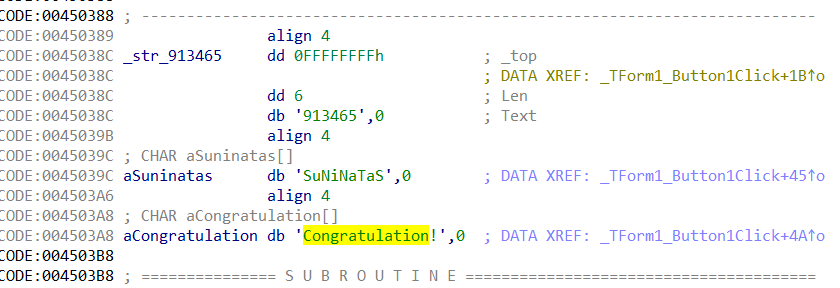 CODE:00450388 ; ---------------------------------------------------------------------------
CODE:00450389 align 4
CODE:0045038C _str_913465 dd 0FFFFFFFFh ; _top
CODE:0045038C ; DATA XREF: _TForm1_Button1Click+1B↑o
CODE:0045038C dd 6 ; Len
CODE:0045038C db '913465',0 ; Text
CODE:0045039B align 4
CODE:0045039C ; CHAR aSuninatas[]
CODE:0045039C aSuninatas db 'SuNiNaTaS',0 ; DATA XREF: _TForm1_Button1Click+45↑o
CODE:004503A6 align 4
CODE:004503A8 ; CHAR aCongratulation[]
CODE:004503A8 aCongratulation db 'Congratulation!',0 ; DATA XREF: _TForm1_Button1Click+4A↑o
CODE:004503B8
CODE:004503B8 ; =============== S U B R O U T I N E =======================================